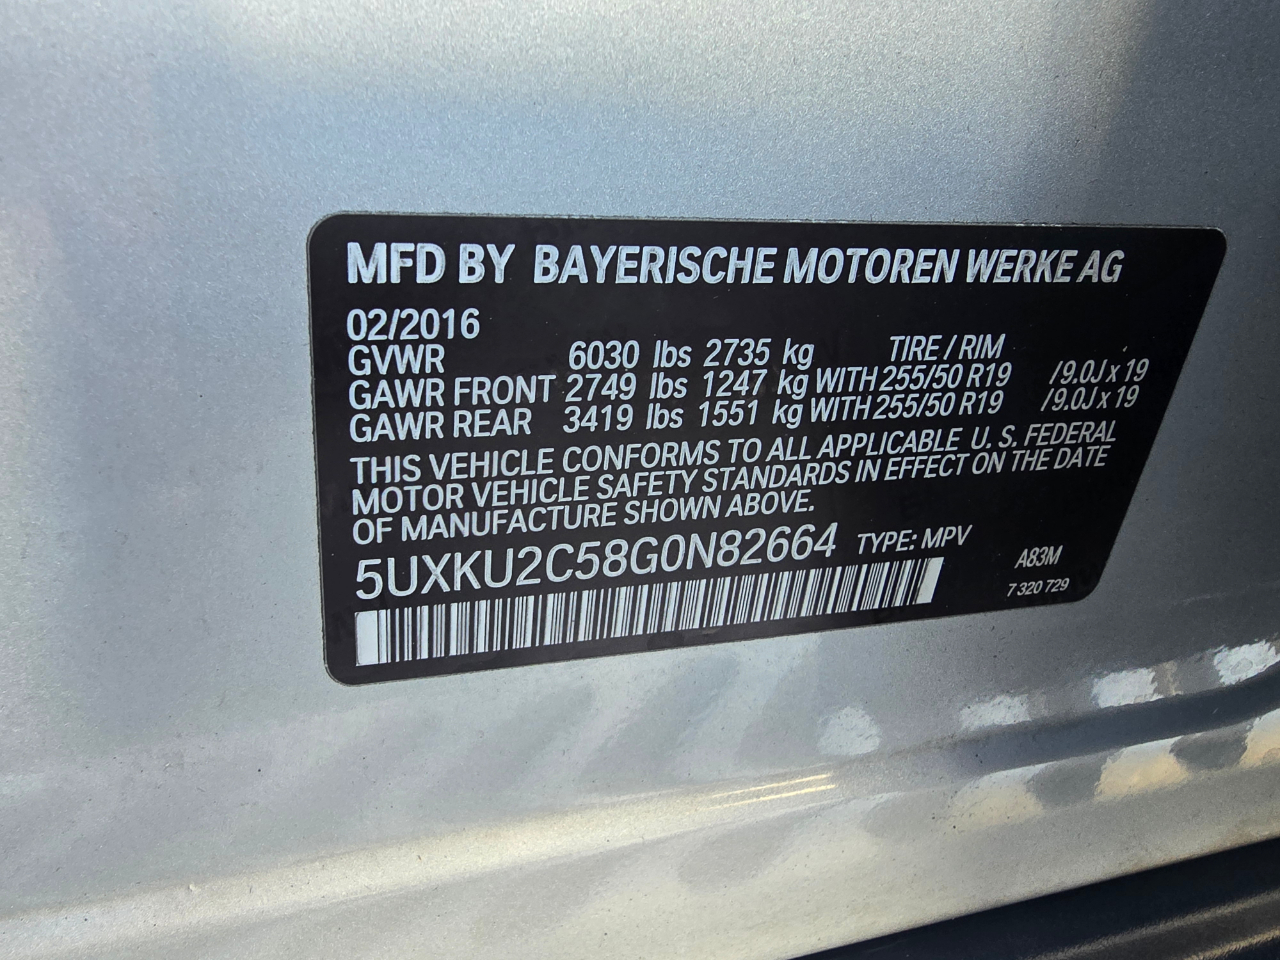 MFD BY BAYERISCHE MOTOREN WERKE AG
02/2016
GVWR 6030 lbs 2735 kg TIRE / RIM
GAWR FRONT 2749 lbs 1247 kg WITH 255/50 R19 /9.0J x 19
GAWR REAR 3419 lbs 1551 kg WITH 255/50 R19 /9.0J x 19
THIS VEHICLE CONFORMS TO ALL APPLICABLE U. S. FEDERAL
MOTOR VEHICLE SAFETY STANDARDS IN EFFECT ON THE DATE
OF MANUFACTURE SHOWN ABOVE.
5UXKU2C58G0N82664 TYPE: MPV
A83M
7 320 729